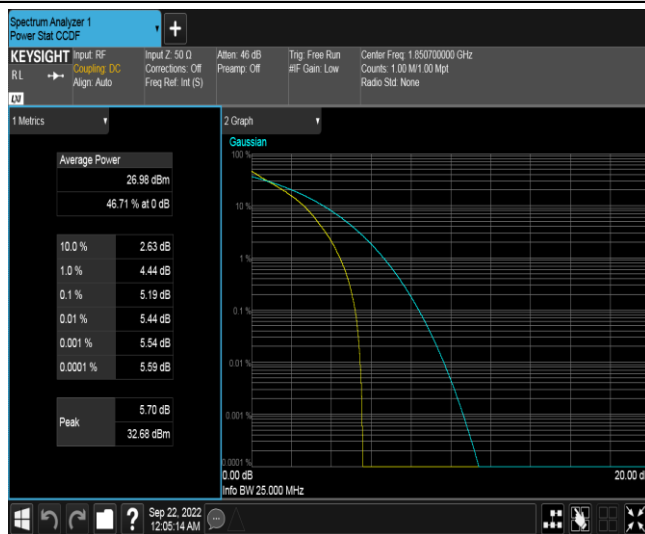 Spectrum Analyzer 1
Power Stat CCDF
+
KEYSIGHT
RL
LXI
Input: RF
Coupling: DC
Align: Auto
Input Z: 50 Ω
Corrections: Off
Freq Ref: Int (S)
Atten: 46 dB
Preamp: Off
Trig: Free Run
#IF Gain: Low
Center Freq: 1.850700000 GHz
Counts: 1.00 M/1.00 Mpt
Radio Std: None
1 Metrics
Average Power
26.98 dBm
46.71 % at 0 dB
10.0 % 2.63 dB
1.0 % 4.44 dB
0.1 % 5.19 dB
0.01 % 5.44 dB
0.001 % 5.54 dB
0.0001 % 5.59 dB
Peak
5.70 dB
32.68 dBm
2 Graph
Gaussian
100 %
10 %
1 %
0.1 %
0.01 %
0.001 %
0.0001 %
0.00 dB
20.00 d
Info BW 25.000 MHz
?
Sep 22, 2022
12:05:14 AM